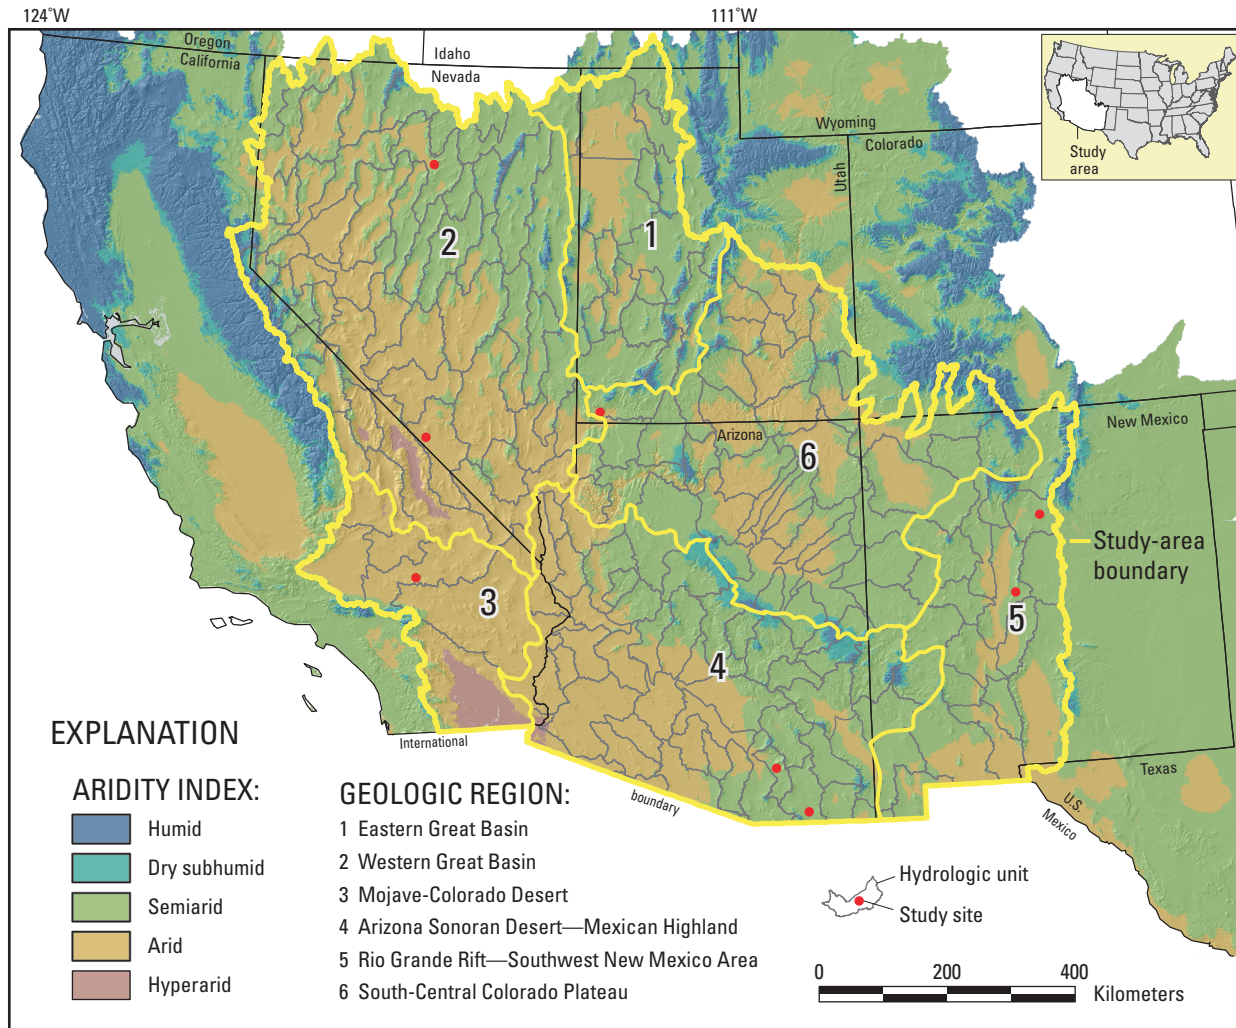 124°W
111°W
Oregon
California
Idaho
Nevada
Wyoming
Colorado
Utah
Study
area
1
2
New Mexico
Arizona
6
Study-area
boundary
3
5
4
International
boundary
Texas
U.S.
Mexico
EXPLANATION
ARIDITY INDEX:
Humid
Dry subhumid
Semiarid
Arid
Hyperarid
GEOLOGIC REGION:
1 Eastern Great Basin
2 Western Great Basin
3 Mojave-Colorado Desert
4 Arizona Sonoran Desert—Mexican Highland
5 Rio Grande Rift—Southwest New Mexico Area
6 South-Central Colorado Plateau
Hydrologic unit
Study site
0 200 400
Kilometers